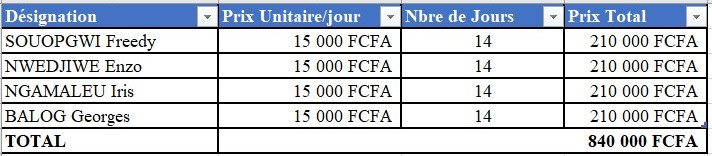 Désignation Prix Unitaire/jour Nbre de Jours Prix Total
SOUOPGWI Freedy 15 000 FCFA 14 210 000 FCFA
NWEDJIWE Enzo 15 000 FCFA 14 210 000 FCFA
NGAMALEU Iris 15 000 FCFA 14 210 000 FCFA
BALOG Georges 15 000 FCFA 14 210 000 FCFA
TOTAL 840 000 FCFA